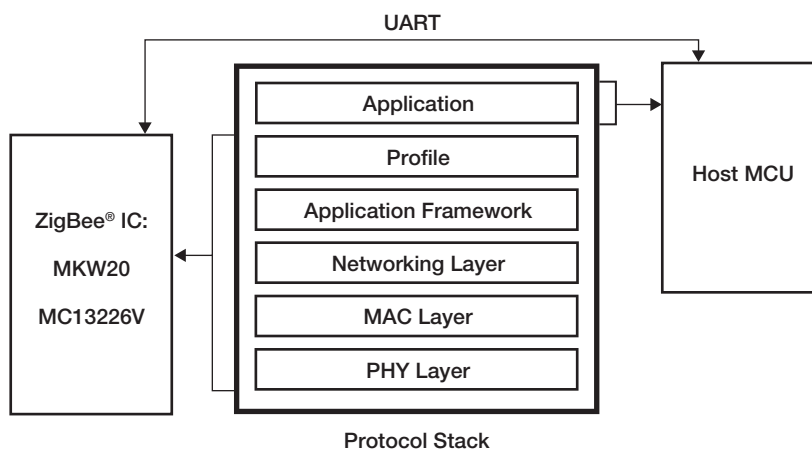 UART
Application
Profile
Application Framework
Networking Layer
MAC Layer
PHY Layer
Protocol Stack
ZigBee® IC:
MKW20
MC13226V
Host MCU